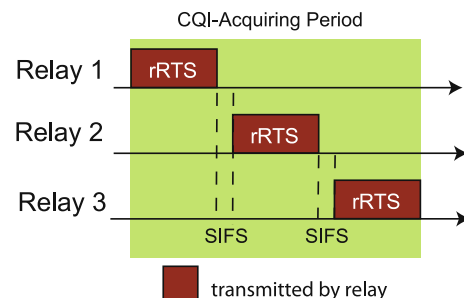 CQI-Acquiring Period
Relay 1
rRTS
Relay 2
rRTS
Relay 3
rRTS
SIFS
SIFS
transmitted by relay